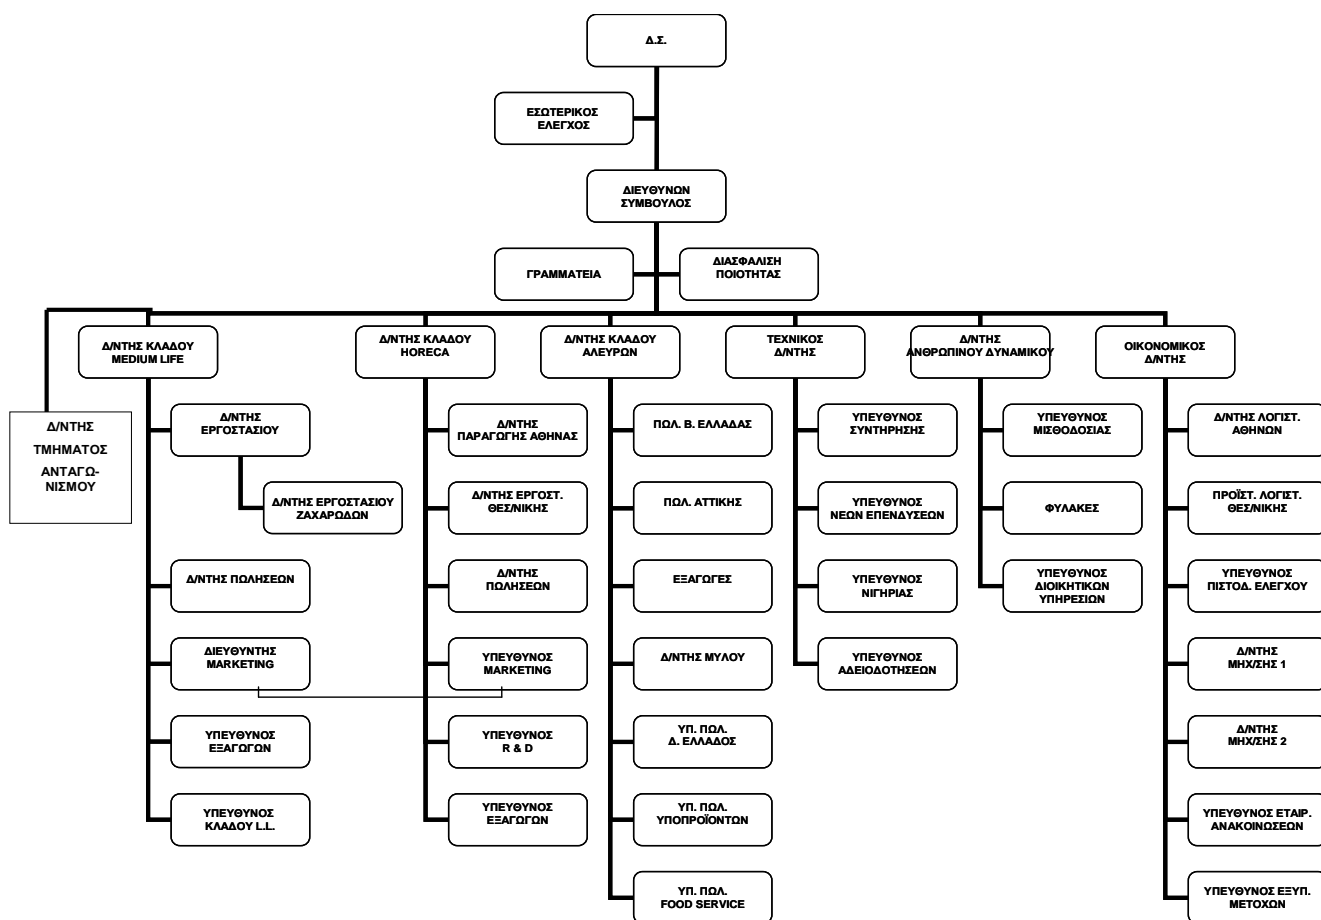 Δ.Σ.
ΕΣΩΤΕΡΙΚΟΣ
ΕΛΕΓΧΟΣ
ΔΙΕΥΘΥΝΩΝ
ΣΥΜΒΟΥΛΟΣ
ΓΡΑΜΜΑΤΕΙΑ
ΔΙΑΣΦΑΛΙΣΗ
ΠΟΙΟΤΗΤΑΣ
Δ/ΝΤΗΣ ΚΛΑΔΟΥ
MEDIUM LIFE
Δ/ΝΤΗΣ ΚΛΑΔΟΥ
HORECA
Δ/ΝΤΗΣ ΚΛΑΔΟΥ
ΑΛΕΥΡΩΝ
ΤΕΧΝΙΚΟΣ
Δ/ΝΤΗΣ
Δ/ΝΤΗΣ
ΑΝΘΡΩΠΙΝΟΥ ΔΥΝΑΜΙΚΟΥ
ΟΙΚΟΝΟΜΙΚΟΣ
Δ/ΝΤΗΣ
Δ/ΝΤΗΣ
ΤΜΗΜΑΤΟΣ
ΑΝΤΑΓΩ-
ΝΙΣΜΟΥ
Δ/ΝΤΗΣ
ΕΡΓΟΣΤΑΣΙΟΥ
Δ/ΝΤΗΣ ΕΡΓΟΣΤΑΣΙΟΥ
ΖΑΧΑΡΩΔΩΝ
Δ/ΝΤΗΣ ΠΩΛΗΣΕΩΝ
ΔΙΕΥΘΥΝΤΗΣ
MARKETING
ΥΠΕΥΘΥΝΟΣ
ΕΞΑΓΩΓΩΝ
ΥΠΕΥΘΥΝΟΣ
ΚΛΑΔΟΥ L.L.
Δ/ΝΤΗΣ
ΠΑΡΑΓΩΓΗΣ ΑΘΗΝΑΣ
Δ/ΝΤΗΣ ΕΡΓΟΣΤ.
ΘΕΣ/ΝΙΚΗΣ
Δ/ΝΤΗΣ
ΠΩΛΗΣΕΩΝ
ΥΠΕΥΘΥΝΟΣ
MARKETING
ΥΠΕΥΘΥΝΟΣ
R & D
ΥΠΕΥΘΥΝΟΣ
ΕΞΑΓΩΓΩΝ
ΠΩΛ. Β. ΕΛΛΑΔΑΣ
ΠΩΛ. ΑΤΤΙΚΗΣ
ΕΞΑΓΩΓΕΣ
Δ/ΝΤΗΣ ΜΥΛΟΥ
ΥΠ. ΠΩΛ.
Δ. ΕΛΛΑΔΟΣ
ΥΠ. ΠΩΛ.
ΥΠΟΠΡΟΪΟΝΤΩΝ
ΥΠ. ΠΩΛ.
FOOD SERVICE
ΥΠΕΥΘΥΝΟΣ
ΣΥΝΤΗΡΗΣΗΣ
ΥΠΕΥΘΥΝΟΣ
ΝΕΩΝ ΕΠΕΝΔΥΣΕΩΝ
ΥΠΕΥΘΥΝΟΣ
ΝΙΓΗΡΙΑΣ
ΥΠΕΥΘΥΝΟΣ
ΑΔΕΙΟΔΟΤΗΣΕΩΝ
ΥΠΕΥΘΥΝΟΣ
ΜΙΣΘΟΔΟΣΙΑΣ
ΦΥΛΑΚΕΣ
ΥΠΕΥΘΥΝΟΣ
ΔΙΟΙΚΗΤΙΚΩΝ
ΥΠΗΡΕΣΙΩΝ
Δ/ΝΤΗΣ ΛΟΓΙΣΤ.
ΑΘΗΝΩΝ
ΠΡΟΪΣΤ. ΛΟΓΙΣΤ.
ΘΕΣ/ΝΙΚΗΣ
ΥΠΕΥΘΥΝΟΣ
ΠΙΣΤΟΔ. ΕΛΕΓΧΟΥ
Δ/ΝΤΗΣ
ΜΗΧ/ΣΗΣ 1
Δ/ΝΤΗΣ
ΜΗΧ/ΣΗΣ 2
ΥΠΕΥΘΥΝΟΣ ΕΤΑΙΡ.
ΑΝΑΚΟΙΝΩΣΕΩΝ
ΥΠΕΥΘΥΝΟΣ ΕΞΥΠ.
ΜΕΤΟΧΩΝ